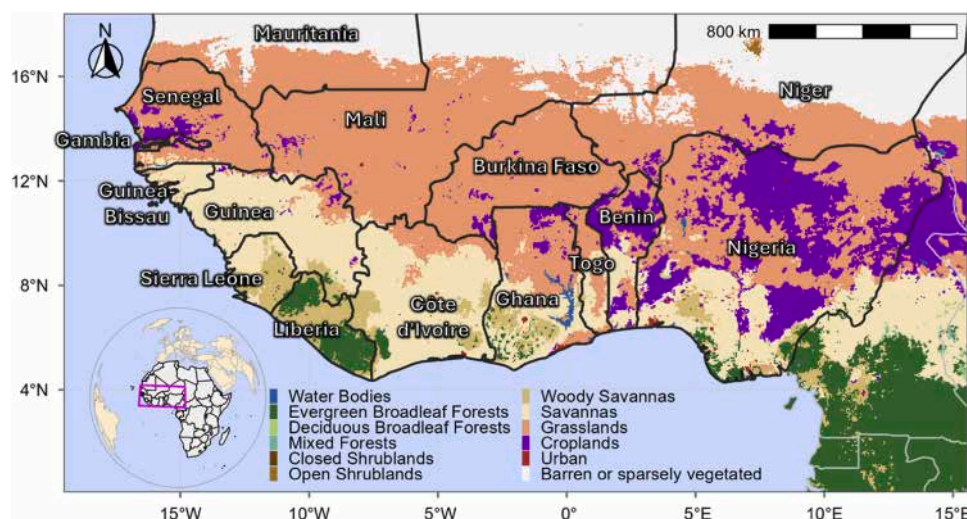 N
Mauritania
800 km
16°N
Senegal
Niger
Mali
Gambia
Burkina Faso
12°N
Guinea
Bissau
Guinea
Benin
Nigeria
8°N
Sierra Leone
Togo
Ghana
Côte
d'Ivoire
Liberia
4°N
Water Bodies
Evergreen Broadleaf Forests
Deciduous Broadleaf Forests
Mixed Forests
Closed Shrublands
Open Shrublands
Woody Savannas
Savannas
Grasslands
Croplands
Urban
Barren or sparsely vegetated
15°W
10°W
5°W
0°
5°E
10°E
15°E